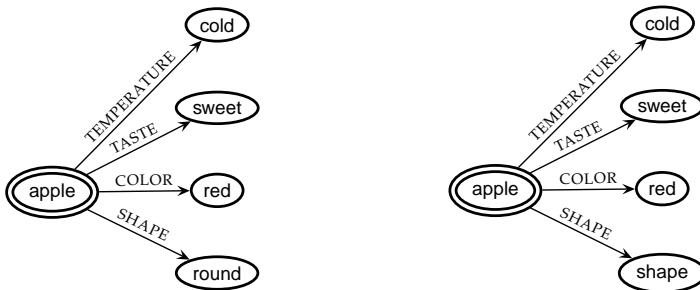 cold
TEMPERATURE
sweet
TASTE
apple
COLOR
red
SHAPE
round
cold
TEMPERATURE
sweet
TASTE
apple
COLOR
red
SHAPE
shape